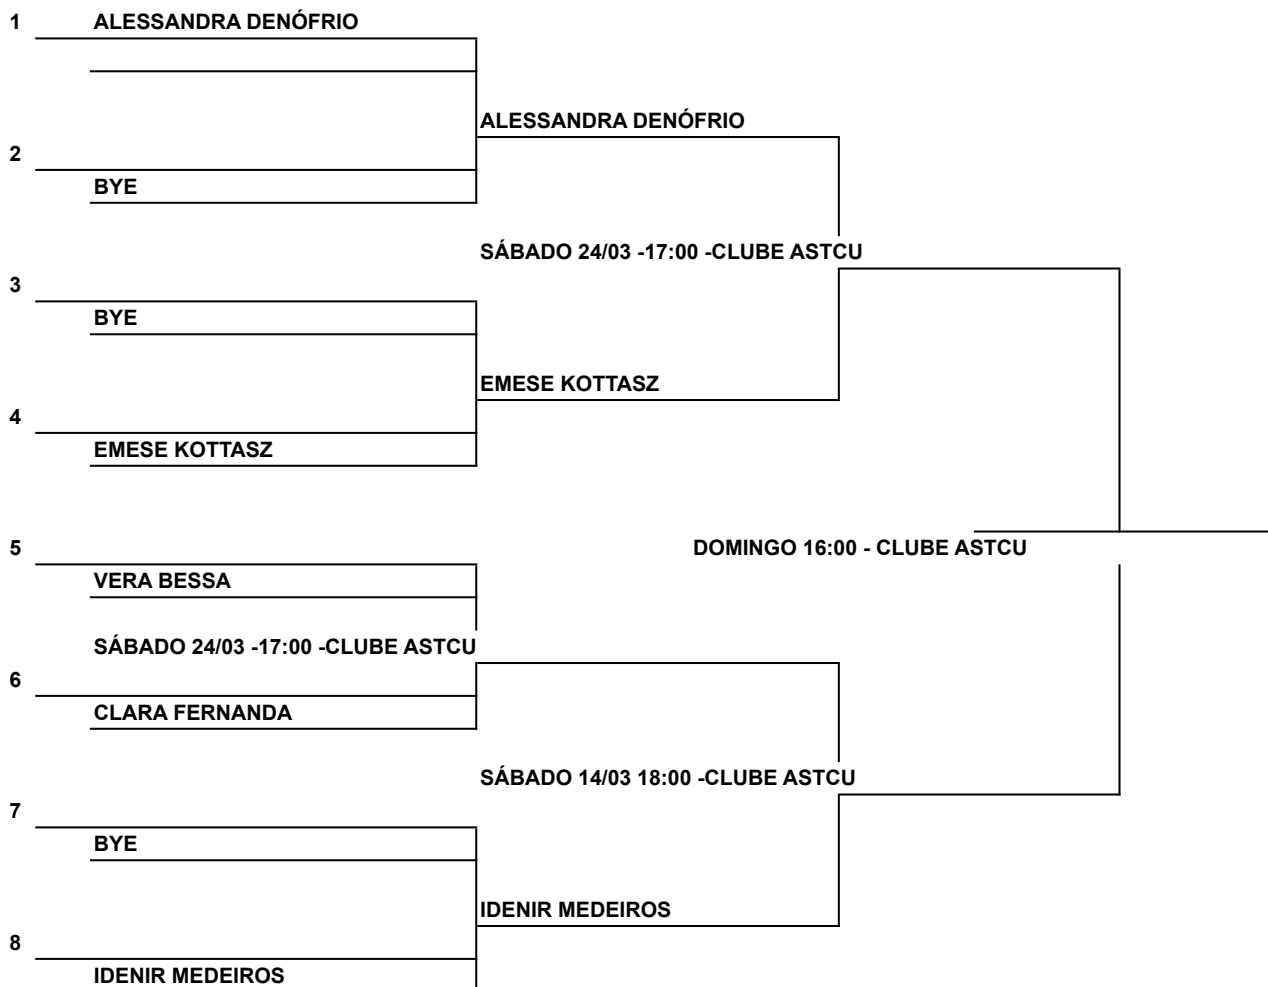 1 ALESSANDRA DENÓFRIO
ALESSANDRA DENÓFRIO
2
BYE
SÁBADO 24/03 -17:00 -CLUBE ASTCU
3
BYE
EMESE KOTTASZ
4
EMESE KOTTASZ
5
DOMINGO 16:00 - CLUBE ASTCU
VERA BESSA
SÁBADO 24/03 -17:00 -CLUBE ASTCU
6
CLARA FERNANDA
SÁBADO 14/03 18:00 -CLUBE ASTCU
7
BYE
IDENIR MEDEIROS
8
IDENIR MEDEIROS